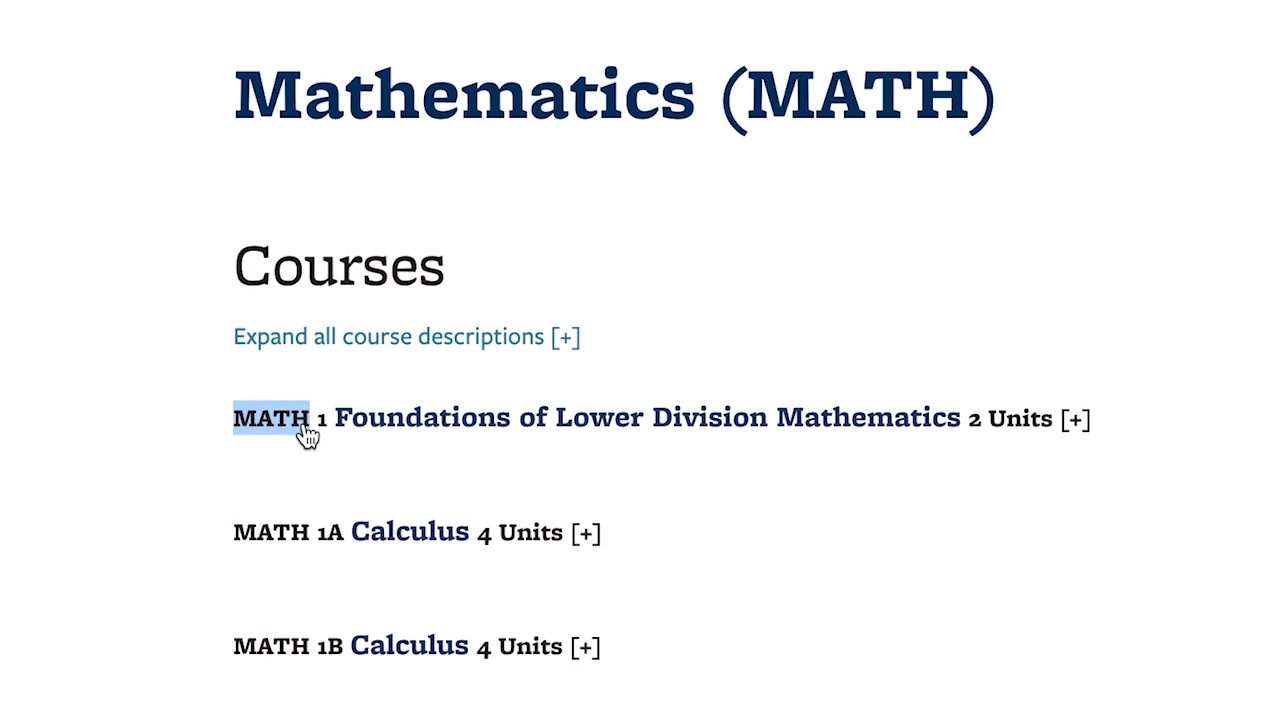 Mathematics (MATH)
Courses
Expand all course descriptions [+]
MATH 1 Foundations of Lower Division Mathematics 2 Units [+]
MATH 1A Calculus 4 Units [+]
MATH 1B Calculus 4 Units [+]